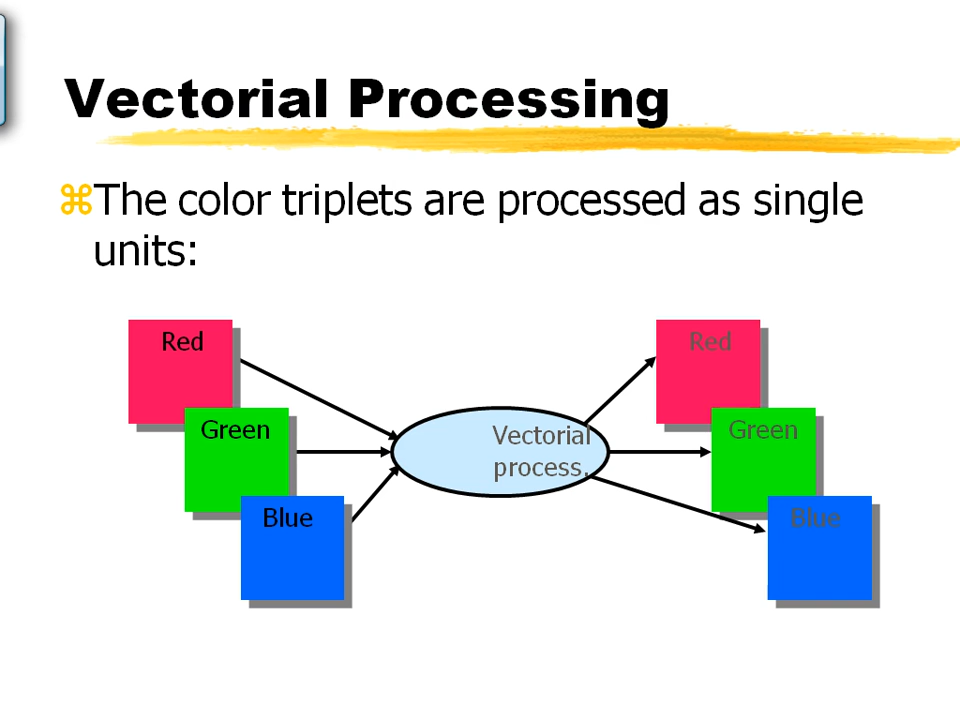 Vectorial Processing
The color triplets are processed as single
units:
Red
Green
Blue
Vectorial
process.
Red
Green
Blue